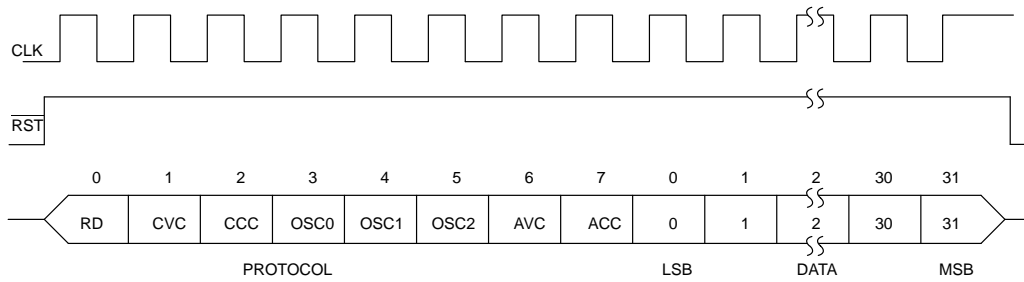 CLK
RST
0 1 2 3 4 5 6 7 0 1 2 30 31
RD CVC CCC OSC0 OSC1 OSC2 AVC ACC 0 1 2 30 31
PROTOCOL LSB DATA MSB